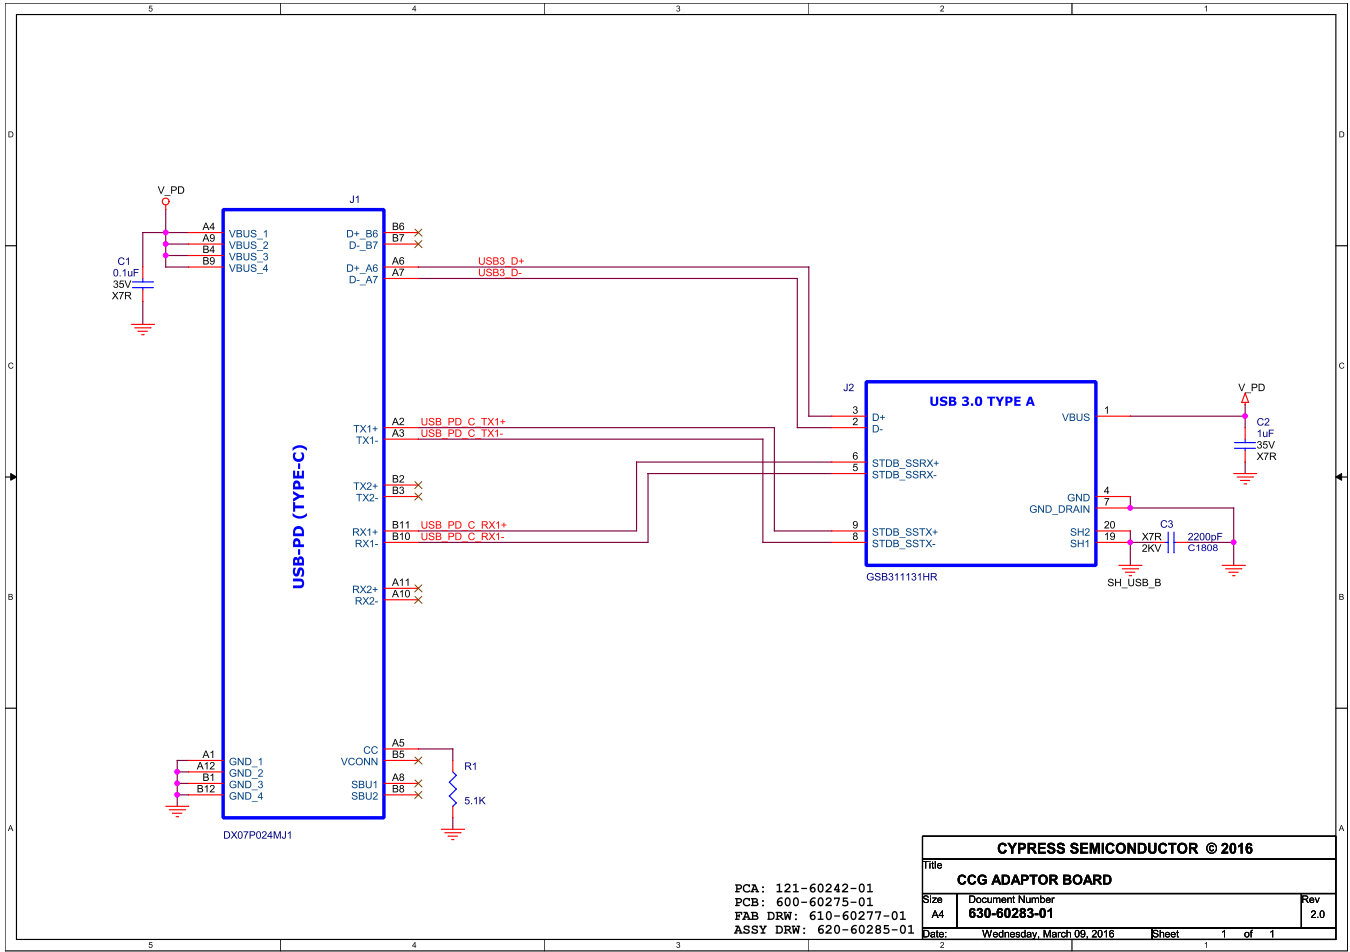 5 4 3 2 1
D D
C C
B B
A A
V_PD
J1
A4 VBUS_1
A9 VBUS_2
B4 VBUS_3
B9 VBUS_4
C1
0.1uF
35V
X7R
D+_B6 B6
D-_B7 B7
D+_A6 A6 USB3_D+
D-_A7 A7 USB3_D-
TX1+ A2 USB_PD_C_TX1+
TX1- A3 USB_PD_C_TX1-
TX2+ B2
TX2- B3
RX1+ B11 USB_PD_C_RX1+
RX1- B10 USB_PD_C_RX1-
RX2+ A11
RX2- A10
USB-PD (TYPE-C)
CC A5
VCONN B5
SBU1 A8
SBU2 B8
R1
5.1K
A1 GND_1
A12 GND_2
B1 GND_3
B12 GND_4
DX07P024MJ1
J2
USB 3.0 TYPE A
3 D+
2 D-
6 STDB_SSRX+
5 STDB_SSRX-
9 STDB_SSTX+
8 STDB_SSTX-
VBUS 1
GND 4
GND_DRAIN 7
SH2 20
SH1 19
GSB311131HR
V_PD
C2
1uF
35V
X7R
C3
X7R 2200pF
2KV C1808
SH_USB_B
PCA: 121-60242-01
PCB: 600-60275-01
FAB DRW: 610-60277-01
ASSY DRW: 620-60285-01
CYPRESS SEMICONDUCTOR © 2016
Title
CCG ADAPTOR BOARD
Size Document Number Rev
A4 630-60283-01 2.0
Date: Wednesday, March 09, 2016 Sheet 1 of 1
5 4 3 2 1